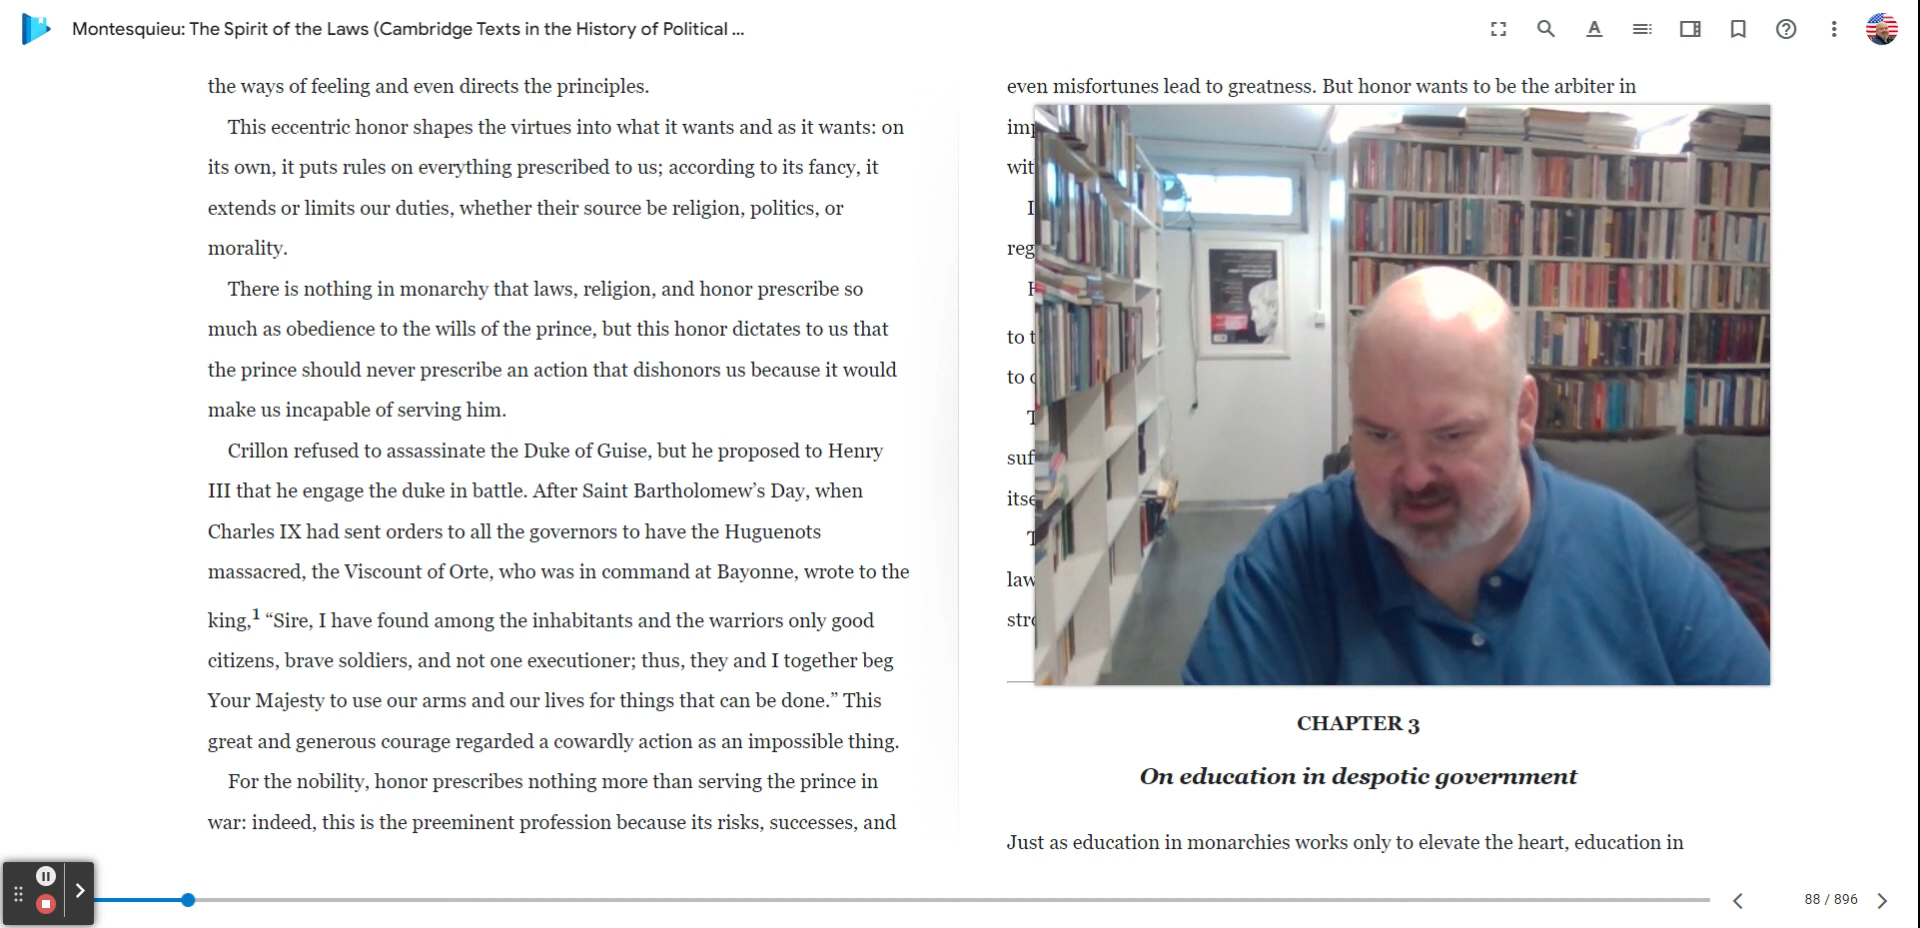 Montesquieu: The Spirit of the Laws (Cambridge Texts in the History of Political ...
the ways of feeling and even directs the principles.
This eccentric honor shapes the virtues into what it wants and as it wants: on
its own, it puts rules on everything prescribed to us; according to its fancy, it
extends or limits our duties, whether their source be religion, politics, or
morality.
There is nothing in monarchy that laws, religion, and honor prescribe so
much as obedience to the wills of the prince, but this honor dictates to us that
the prince should never prescribe an action that dishonors us because it would
make us incapable of serving him.
Crillon refused to assassinate the Duke of Guise, but he proposed to Henry
III that he engage the duke in battle. After Saint Bartholomew’s Day, when
Charles IX had sent orders to all the governors to have the Huguenots
massacred, the Viscount of Orte, who was in command at Bayonne, wrote to the
king,1 “Sire, I have found among the inhabitants and the warriors only good
citizens, brave soldiers, and not one executioner; thus, they and I together beg
Your Majesty to use our arms and our lives for things that can be done.” This
great and generous courage regarded a cowardly action as an impossible thing.
For the nobility, honor prescribes nothing more than serving the prince in
war: indeed, this is the preeminent profession because its risks, successes, and
even misfortunes lead to greatness. But honor wants to be the arbiter in
to
to
CHAPTER 3
On education in despotic government
Just as education in monarchies works only to elevate the heart, education in
88 / 896